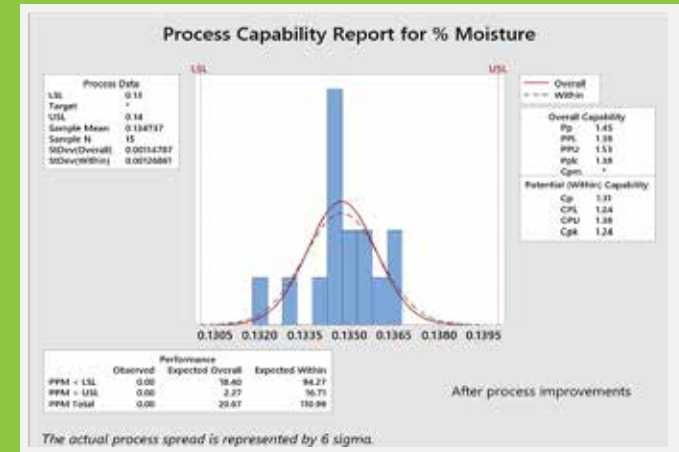 Process Capability Report for % Moisture
LSL USL
Process Data
LSL 0.13
Target *
USL 0.14
Sample Mean 0.134737
Sample N 15
StDev(Overall) 0.00114787
StDev(Within)
Overall
Within
Overall Capability
Pp 1.45
PPL 1.38
PPU 1.53
Ppk 1.38
Cpm *
Potential (Within) Capability
Cp 1.31
CPL 1.24
CPU 1.38
Cpk 1.24
0.1305 0.1320 0.1335 0.1350 0.1365 0.1380 0.1395
Performance
Observed Expected Overall Expected Within
PPM < LSL 0.00 18.40 94.27
PPM > USL 0.00 2.27 16.71
PPM Total 0.00 20.67 110.99
After process improvements
The actual process spread is represented by 6 sigma.